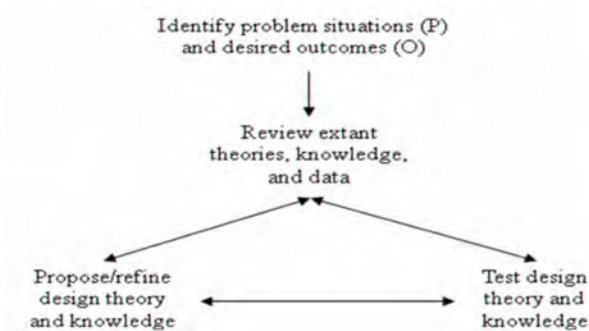 Identify problem situations (P)
and desired outcomes (O)
Review extant
theories, knowledge,
and data
Propose/refine
design theory
and knowledge
Test design
theory and
knowledge